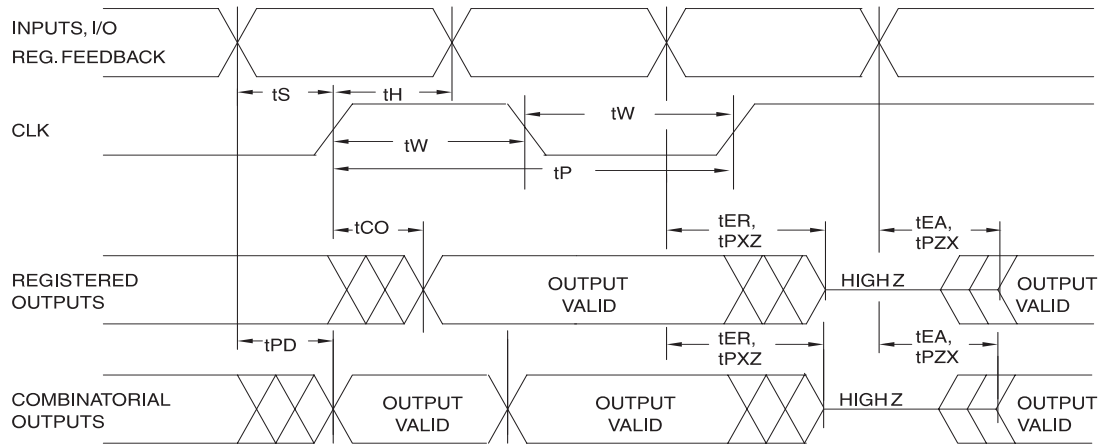 INPUTS, I/O
REG. FEEDBACK
tS
tH
CLK
tW
tW
tP
tCO
tER,
tPXZ
tEA,
tPZX
REGISTERED
OUTPUTS
OUTPUT
VALID
HIGH Z
OUTPUT
VALID
tPD
tER,
tPXZ
tEA,
tPZX
COMBINATORIAL
OUTPUTS
OUTPUT
VALID
OUTPUT
VALID
HIGH Z
OUTPUT
VALID